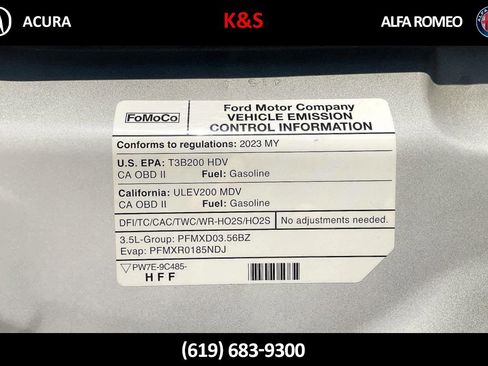 ACURA
K&S
ALFA ROMEO
FoMoCo
Ford Motor Company
VEHICLE EMISSION
CONTROL INFORMATION
Conforms to regulations: 2023 MY
U.S. EPA: T3B200 HDV
CA OBD II Fuel: Gasoline
California: ULEV200 MDV
CA OBD II Fuel: Gasoline
DFI/TC/CAC/TWC/WR-HO2S/HO2S No adjustments needed.
3.5L-Group: PFMXD03.56BZ
Evap: PFMXR0185NDJ
PW7E-9C485-
HFF
(619) 683-9300